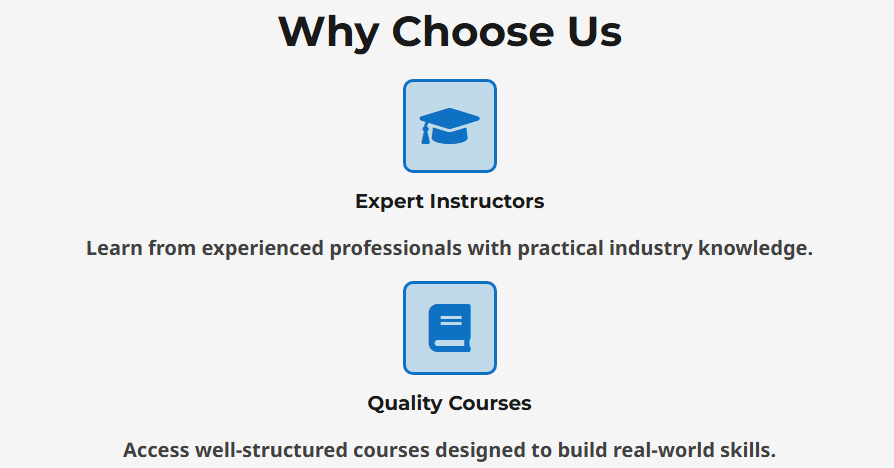 Why Choose Us
Expert Instructors
Learn from experienced professionals with practical industry knowledge.
Quality Courses
Access well-structured courses designed to build real-world skills.